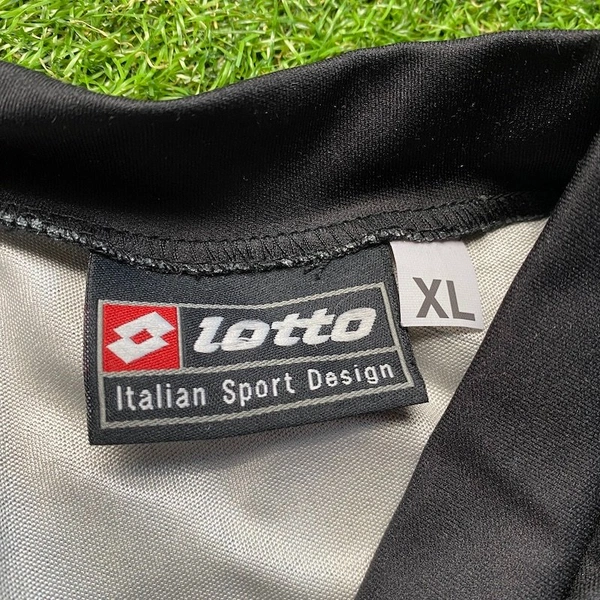 lotto
XL
Italian Sport Design